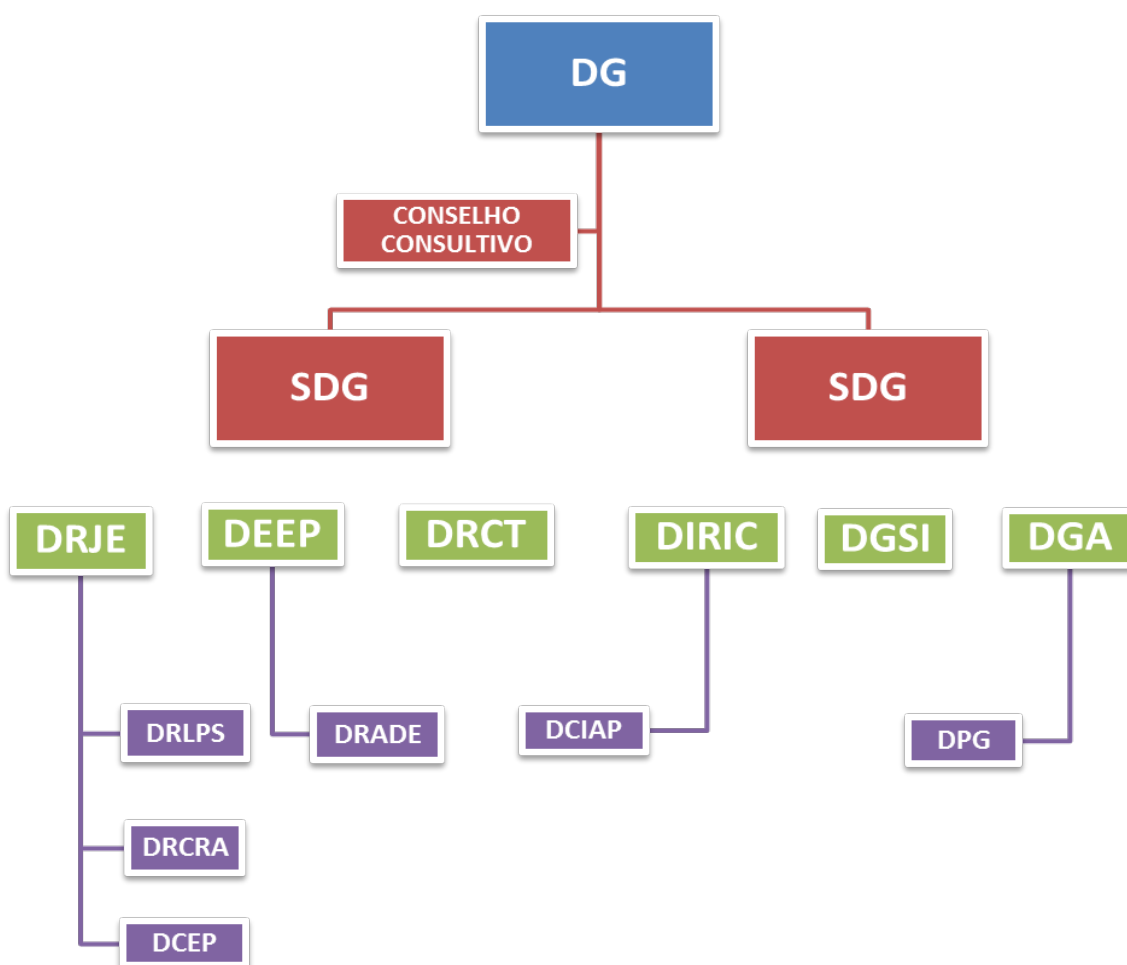 DG
CONSELHO
CONSULTIVO
SDG
SDG
DRJE
DEEP
DRCT
DIRIC
DGSI
DGA
DRLPS
DRADE
DCIAP
DPG
DRCRA
DCEP